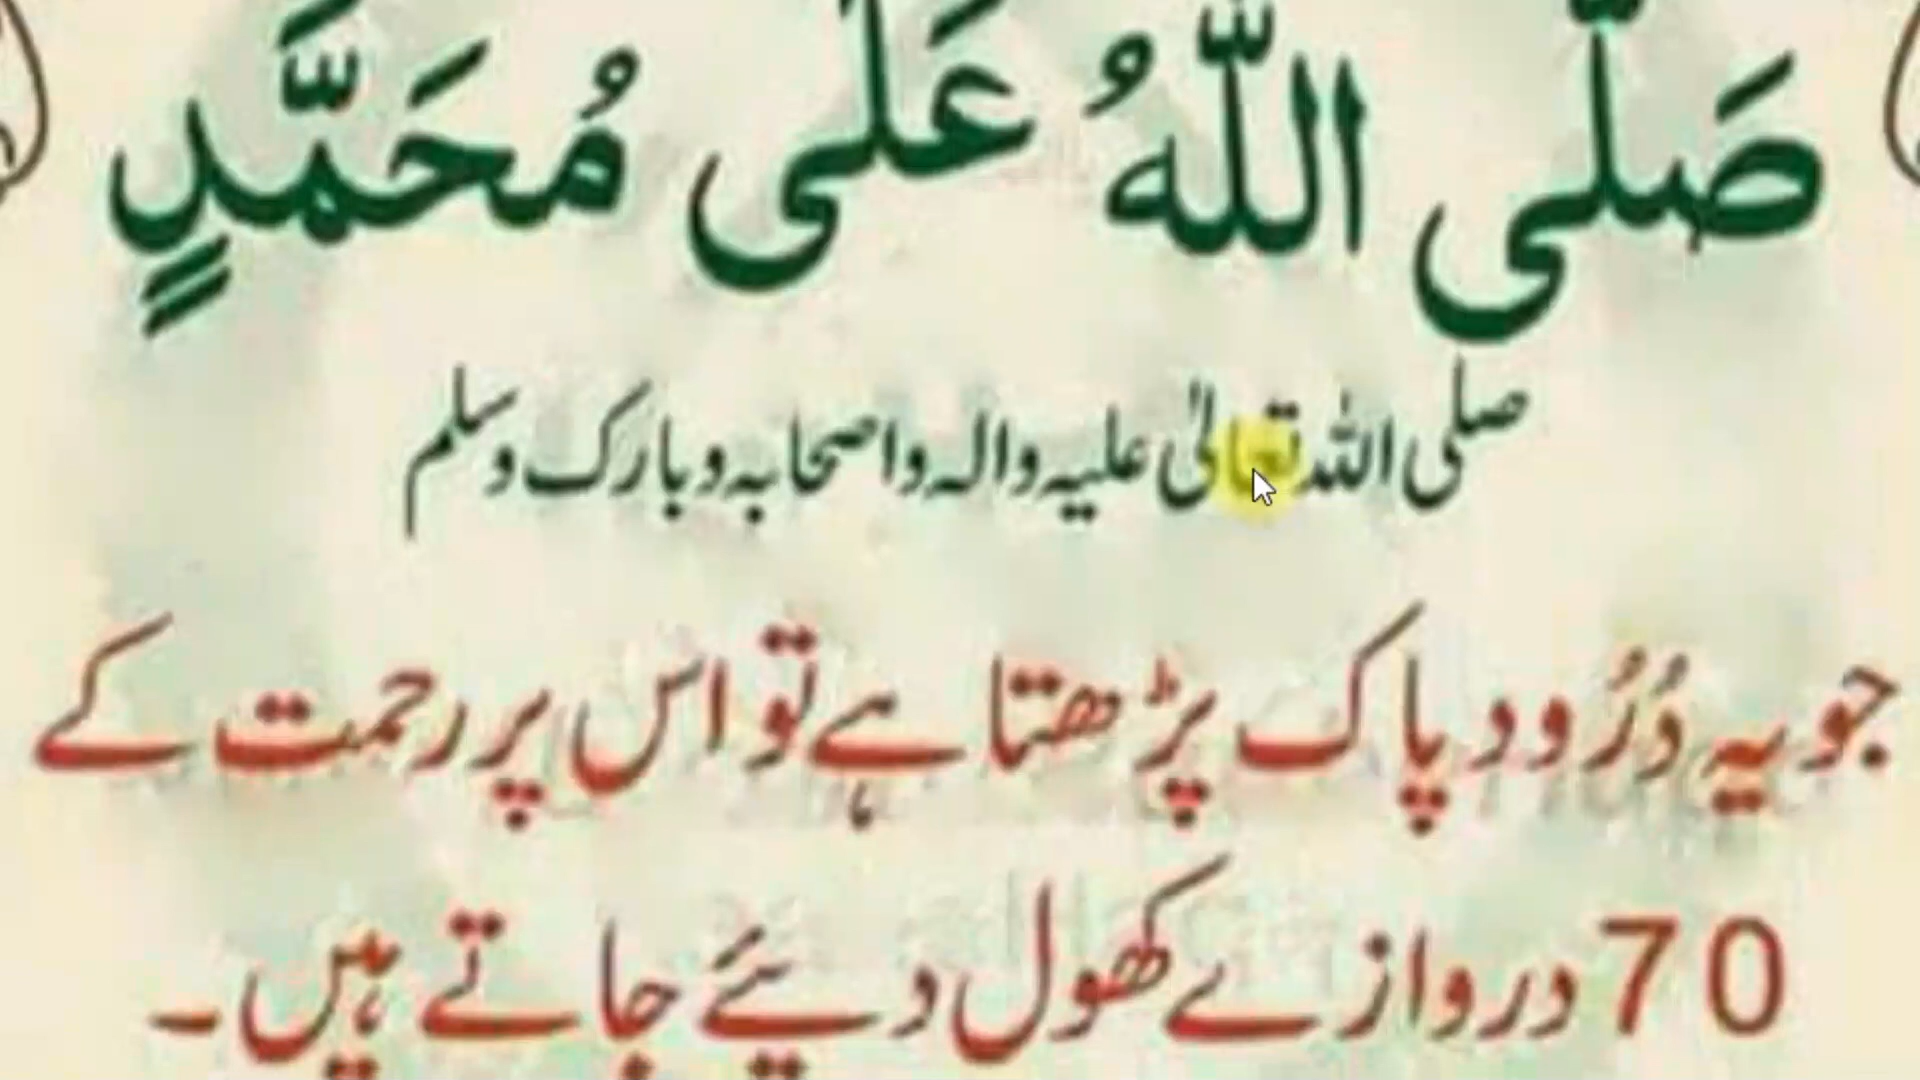 صَلَّى اللّٰهُ عَلٰى مُحَمَّدٍ
صلی اللہ تعالٰی علیہ والہ واصحابہ وبارک وسلم
جو یہ دُرُود پاک پڑھتا ہے تو اس پر رحمت کے
70 دروازے کھول دیئے جاتے ہیں۔